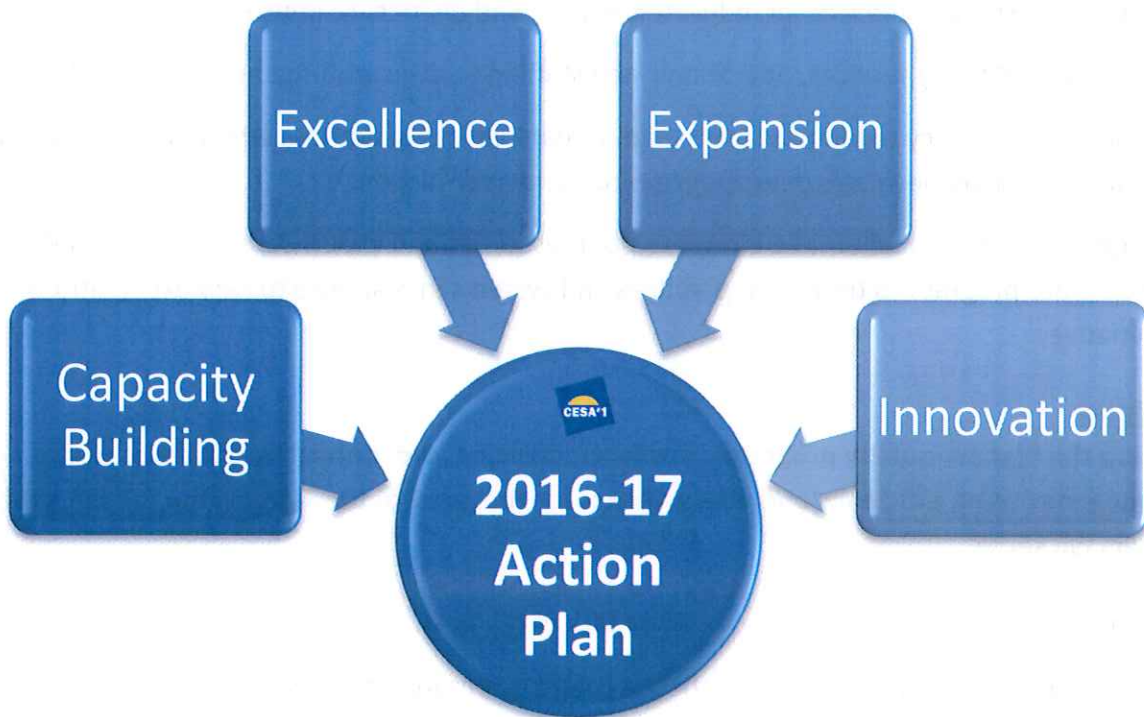 Excellence
Expansion
Capacity
Building
Innovation
CESA#1
2016-17
Action
Plan